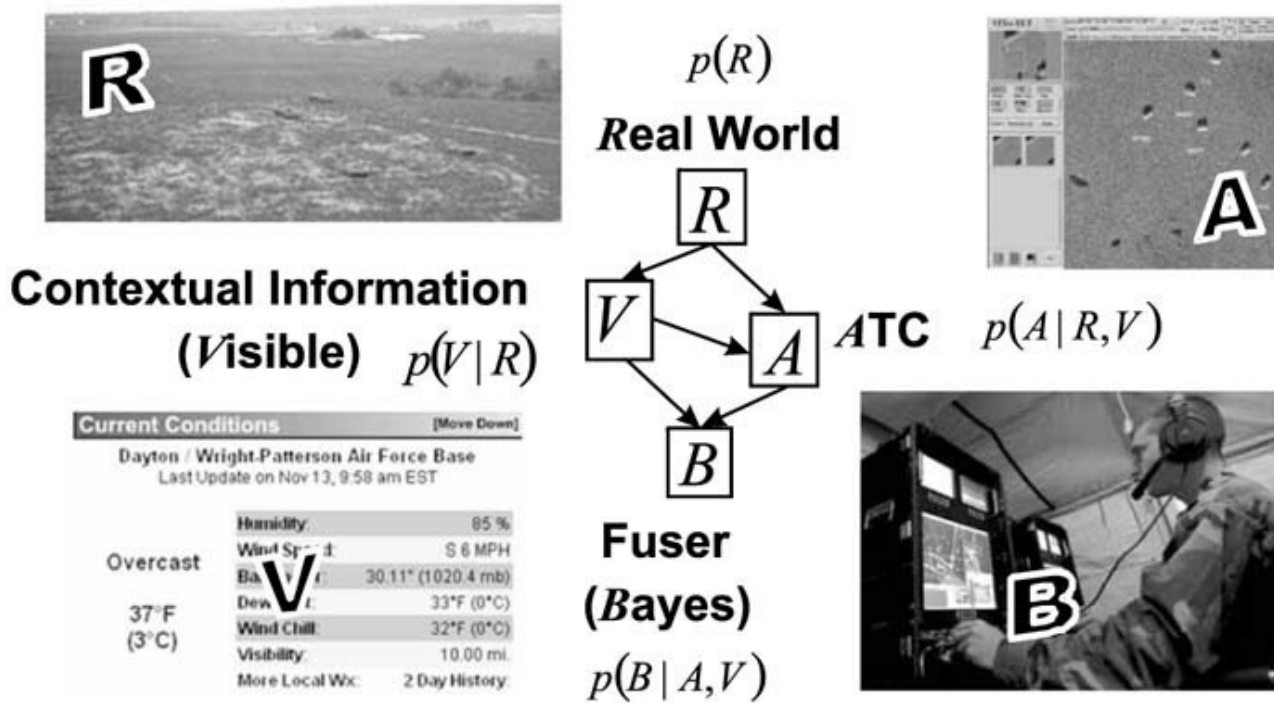 R
p(R)
Real World
A
R
Contextual Information
(Visible) p(V | R)
V
A
ATC p(A | R, V)
B
Current Conditions [Move Down]
Dayton / Wright-Patterson Air Force Base
Last Update on Nov 13, 9:58 am EST
Overcast
37°F
(3°C)
Humidity: 85 %
Wind S 6 MPH
30.11" (1020.4 mb)
33°F (0°C)
Wind Chill: 32°F (0°C)
Visibility: 10.00 mi.
More Local Wx: 2 Day History:
V
Fuser
(Bayes)
p(B | A, V)
B